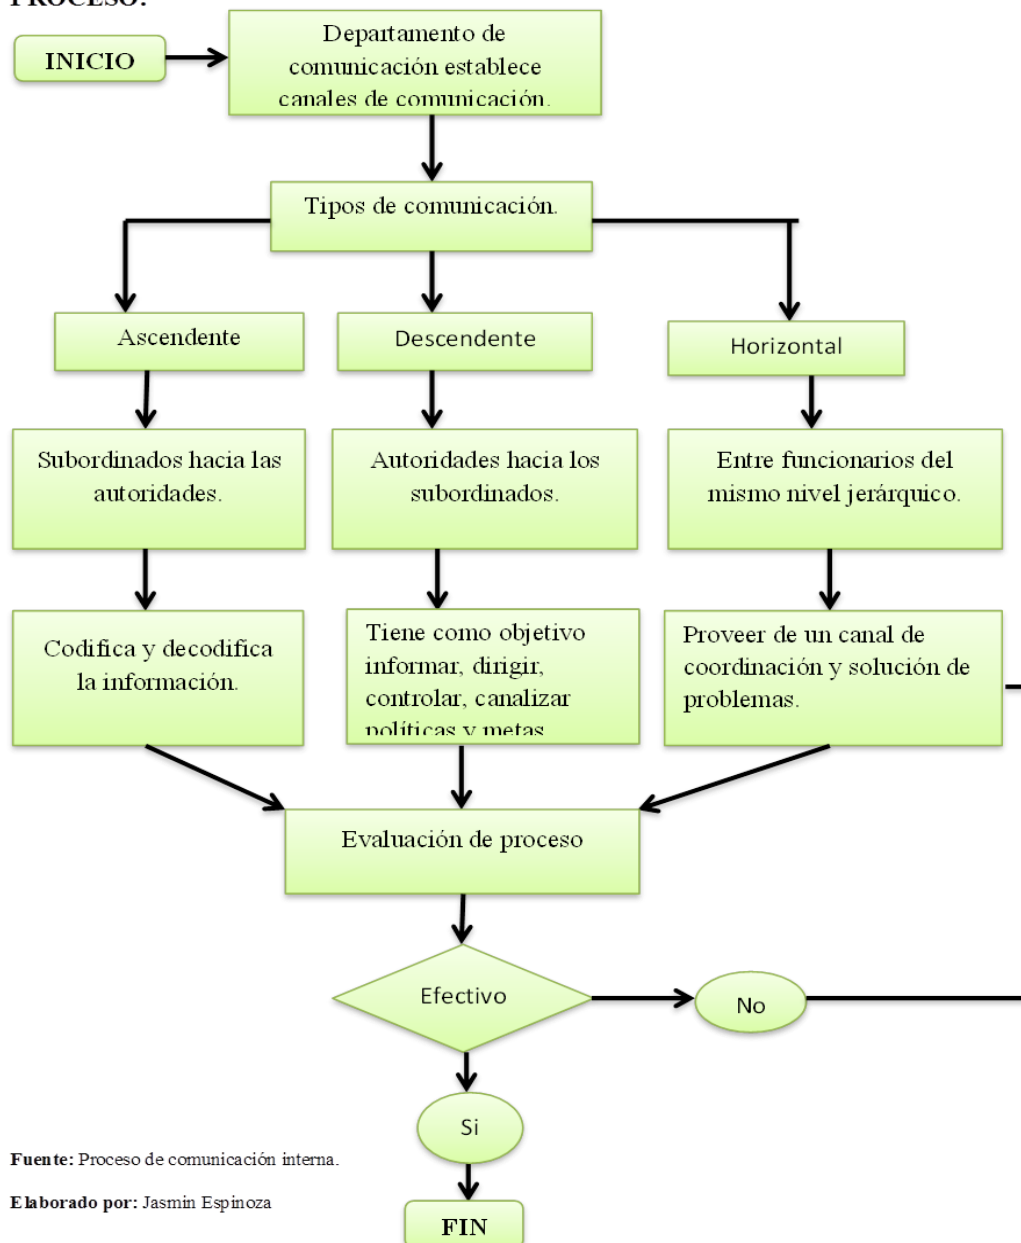 PROCESO:
INICIO
Departamento de
comunicación establece
canales de comunicación.
Tipos de comunicación.
Ascendente
Descendente
Horizontal
Subordinados hacia las
autoridades.
Autoridades hacia los
subordinados.
Entre funcionarios del
mismo nivel jerárquico.
Codifica y decodifica
la información.
Tiene como objetivo
informar, dirigir,
controlar, canalizar
políticas y metas
Proveer de un canal de
coordinación y solución de
problemas.
Evaluación de proceso
Efectivo
No
Si
Fuente: Proceso de comunicación interna.
Elaborado por: Jasmin Espinoza
FIN